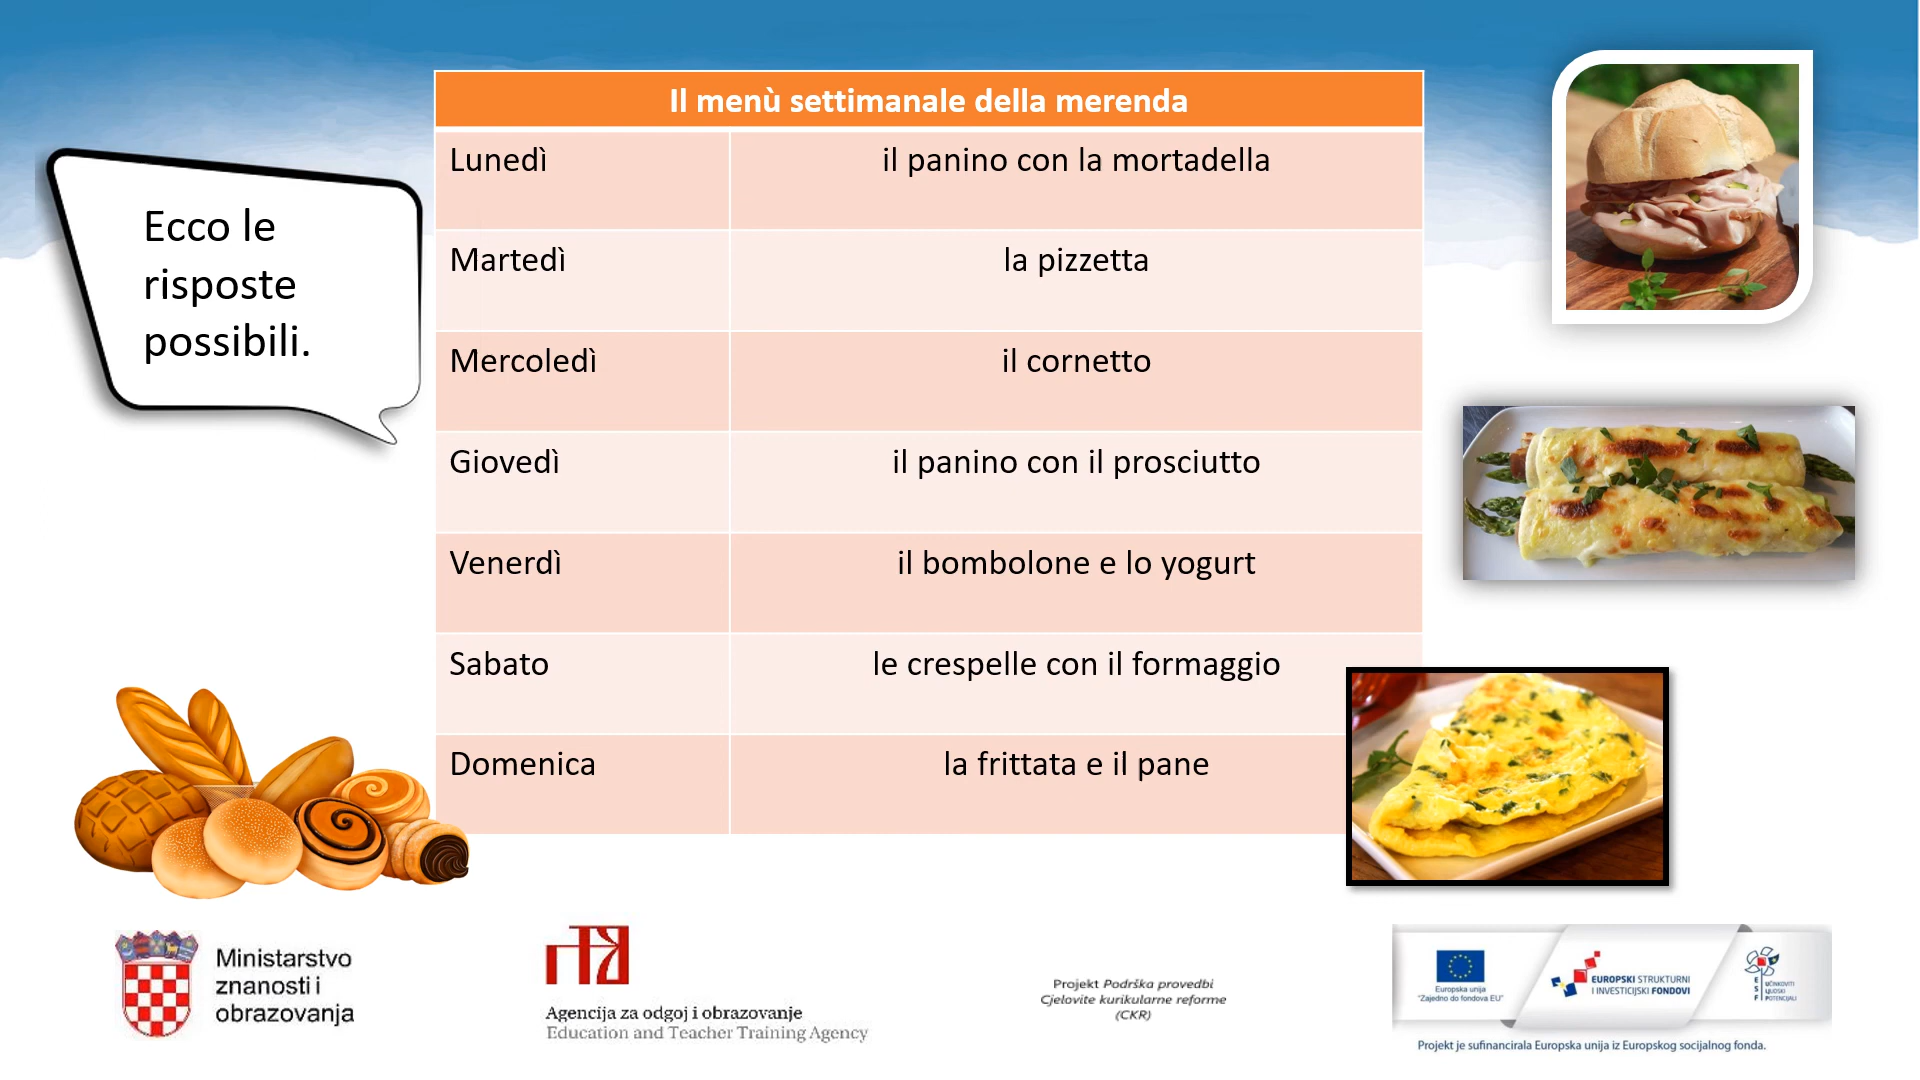 Il menù settimanale della merenda
Ecco le
risposte
possibili.
Lunedì
il panino con la mortadella
Martedì
la pizzetta
Mercoledì
il cornetto
Giovedì
il panino con il prosciutto
Venerdì
il bombolone e lo yogurt
Sabato
le crespelle con il formaggio
Domenica
la frittata e il pane
Ministarstvo
znanosti i
obrazovanja
Agencija za odgoj i obrazovanje
Education and Teacher Training Agency
Projekt Podrška provedbi
Cjelovite kurikularne reforme
(CKR)
Europska unija
"Zajedno do fondova EU"
EUROPSKI STRUKTURNI
I INVESTICIJSKI FONDOVI
ESF
UČINKOVITI
LJUDSKI
POTENCIJALI
Projekt je sufinancirala Europska unija iz Europskog socijalnog fonda.